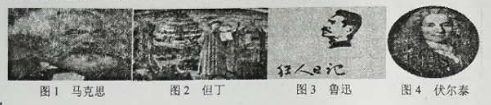 狂人日记
图1 马克思
图2 但丁
图3 鲁迅
图4 伏尔泰